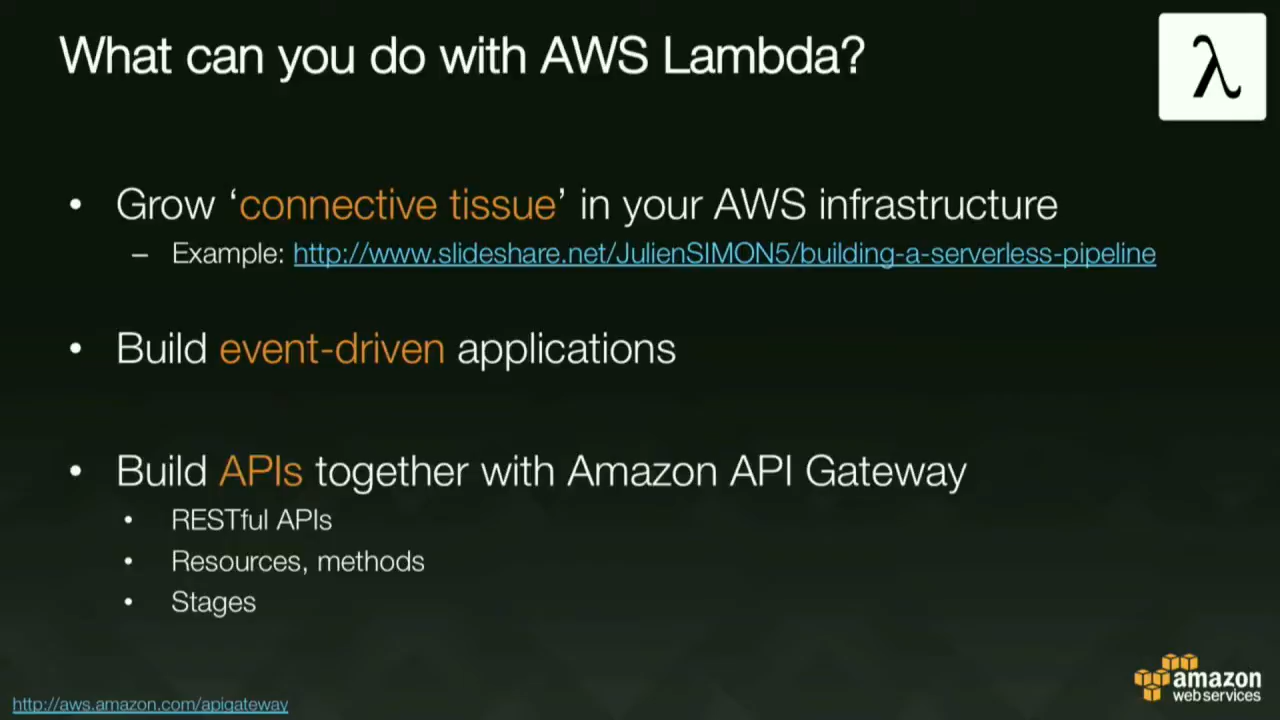 What can you do with AWS Lambda?
λ
• Grow ‘connective tissue’ in your AWS infrastructure
– Example: http://www.slideshare.net/JulienSIMON5/building-a-serverless-pipeline
• Build event-driven applications
• Build APIs together with Amazon API Gateway
• RESTful APIs
• Resources, methods
• Stages
amazon
web services
http://aws.amazon.com/apigateway